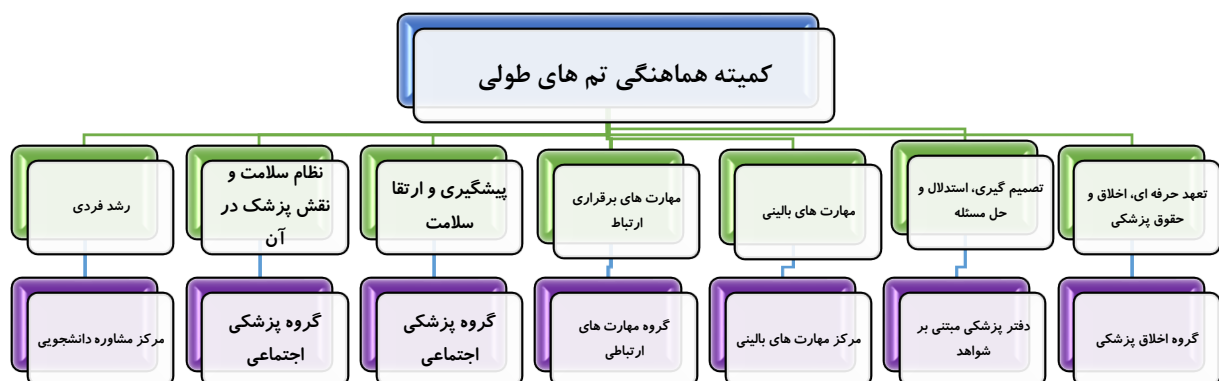 کمیته هماهنگی تم های طولی
تعهد حرفه ای، اخلاق و
حقوق پزشکی
تصمیم گیری، استدلال و
حل مسئله
مهارت های بالینی
مهارت های برقراری
ارتباط
پیشگیری و ارتقا
سلامت
نظام سلامت و
نقش پزشک در
آن
رشد فردی
گروه اخلاق پزشکی
دفتر پزشکی مبتنی بر
شواهد
مرکز مهارت های بالینی
گروه مهارت های
ارتباطی
گروه پزشکی
اجتماعی
گروه پزشکی
اجتماعی
مرکز مشاوره دانشجویی